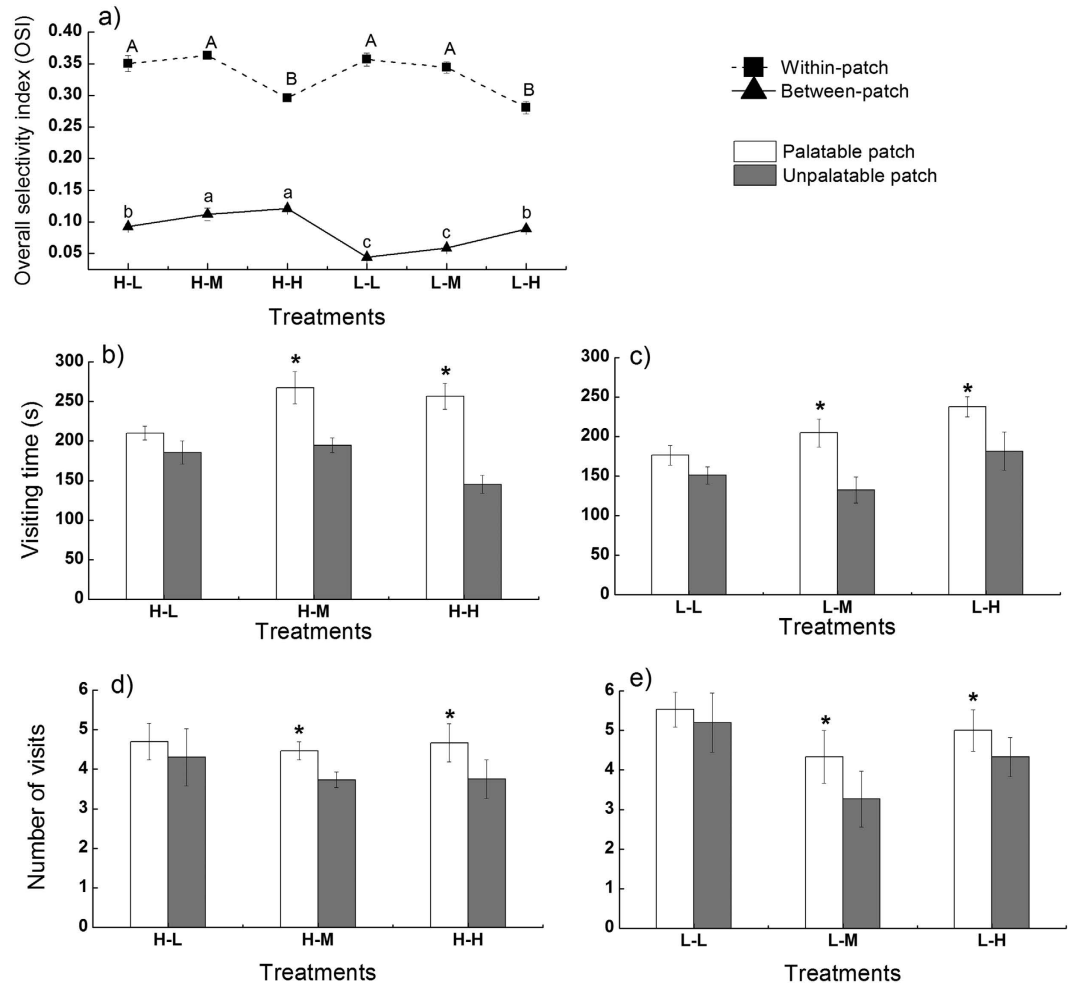 a)
Overall selectivity index (OSI)
0.40
0.35
0.30
0.25
0.20
0.15
0.10
0.05
A
A
B
A
A
B
b
a
a
c
c
b
H-L H-M H-H L-L L-M L-H
Treatments
Within-patch
Between-patch
Palatable patch
Unpalatable patch
b)
Visiting time (s)
300
250
200
150
100
50
0
*
*
H-L H-M H-H
Treatments
c)
300
250
200
150
100
50
0
*
*
L-L L-M L-H
Treatments
d)
Number of visits
6
5
4
3
2
1
0
*
*
H-L H-M H-H
Treatments
e)
6
5
4
3
2
1
0
*
*
L-L L-M L-H
Treatments